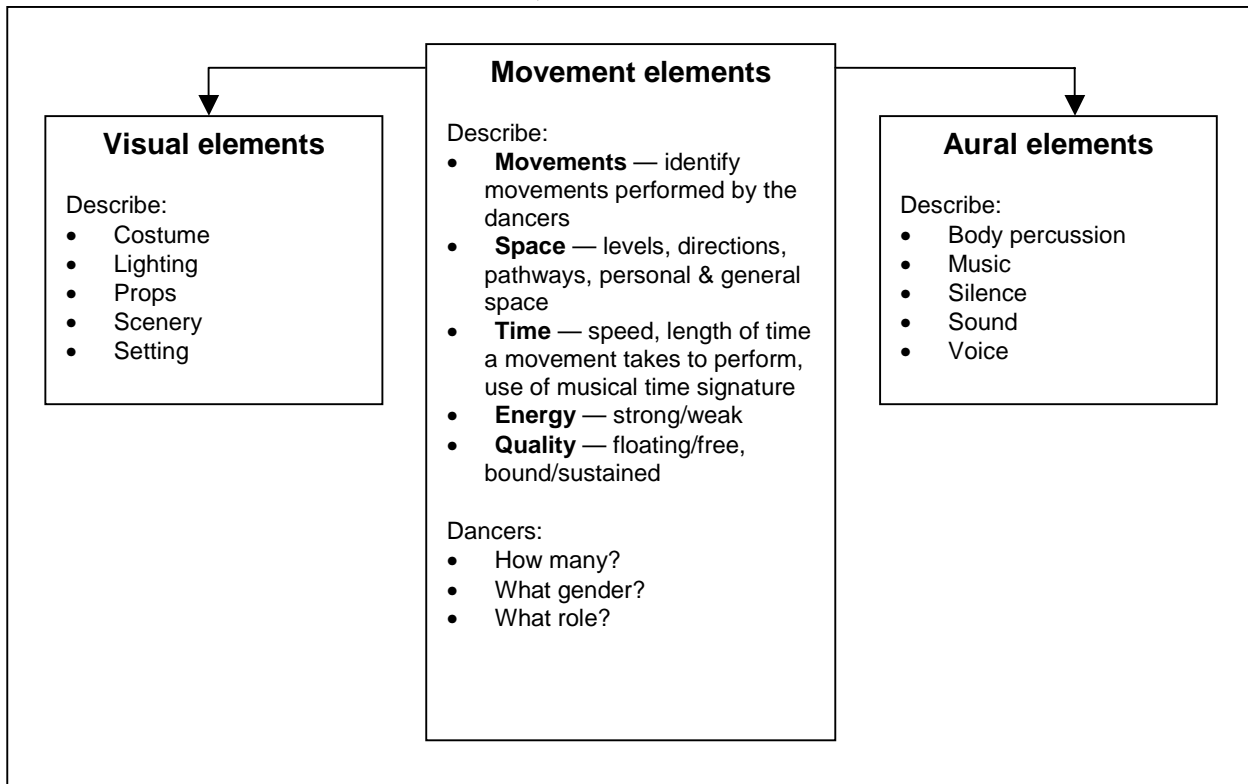 Movement elements
Describe:
• Movements — identify
movements performed by the
dancers
• Space — levels, directions,
pathways, personal & general
space
• Time — speed, length of time
a movement takes to perform,
use of musical time signature
• Energy — strong/weak
• Quality — floating/free,
bound/sustained
Dancers:
• How many?
• What gender?
• What role?
Visual elements
Describe:
• Costume
• Lighting
• Props
• Scenery
• Setting
Aural elements
Describe:
• Body percussion
• Music
• Silence
• Sound
• Voice